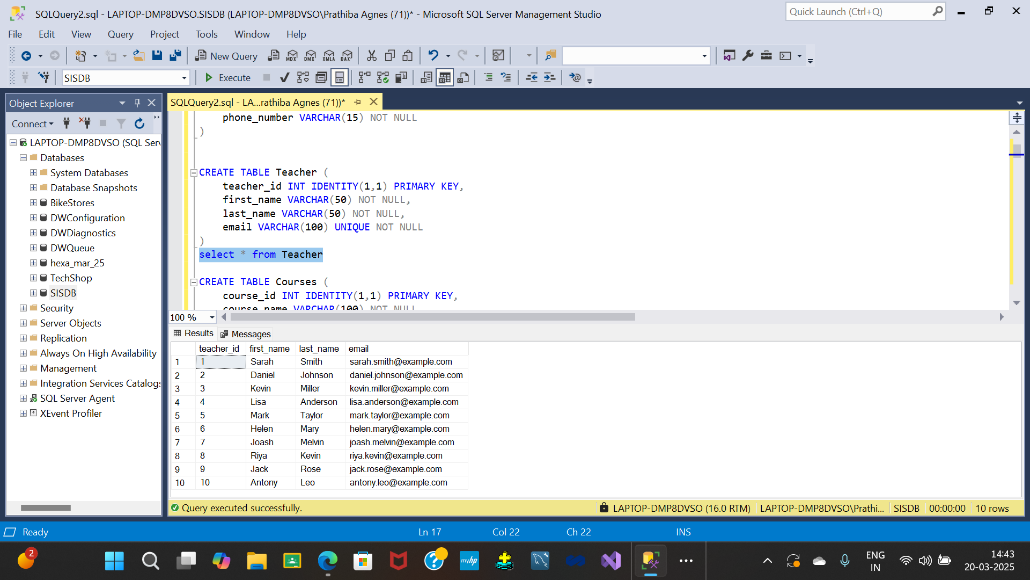 SQLQuery2.sql - LAPTOP-DMP8DVSO.SISDB (LAPTOP-DMP8DVSO\Prathiba Agnes (71))* - Microsoft SQL Server Management Studio
Quick Launch (Ctrl+Q)
File Edit View Query Project Tools Window Help
New Query
MDX DMX XMLA DAX
SISDB
Execute
Object Explorer
SQLQuery2.sql - LA...rathiba Agnes (71))*
Connect
LAPTOP-DMP8DVSO (SQL Ser
Databases
System Databases
Database Snapshots
BikeStores
DWConfiguration
DWDiagnostics
DWQueue
hexa_mar_25
TechShop
SISDB
Security
Server Objects
Replication
Always On High Availability
Management
Integration Services Catalogs
SQL Server Agent
XEvent Profiler
phone_number VARCHAR(15) NOT NULL
)
CREATE TABLE Teacher (
teacher_id INT IDENTITY(1,1) PRIMARY KEY,
first_name VARCHAR(50) NOT NULL,
last_name VARCHAR(50) NOT NULL,
email VARCHAR(100) UNIQUE NOT NULL
)
select * from Teacher
CREATE TABLE Courses (
course_id INT IDENTITY(1,1) PRIMARY KEY,
course_name VARCHAR(100) NOT NULL
100 %
Results Messages
teacher_id first_name last_name email
1 1 Sarah Smith sarah.smith@example.com
2 2 Daniel Johnson daniel.johnson@example.com
3 3 Kevin Miller kevin.miller@example.com
4 4 Lisa Anderson lisa.anderson@example.com
5 5 Mark Taylor mark.taylor@example.com
6 6 Helen Mary helen.mary@example.com
7 7 Joash Melvin joash.melvin@example.com
8 8 Riya Kevin riya.kevin@example.com
9 9 Jack Rose jack.rose@example.com
10 10 Antony Leo antony.leo@example.com
Query executed successfully. LAPTOP-DMP8DVSO (16.0 RTM) LAPTOP-DMP8DVSO\Prathi... SISDB 00:00:00 10 rows
Ready Ln 17 Col 22 Ch 22 INS
2
ENG
IN
14:43
20-03-2025